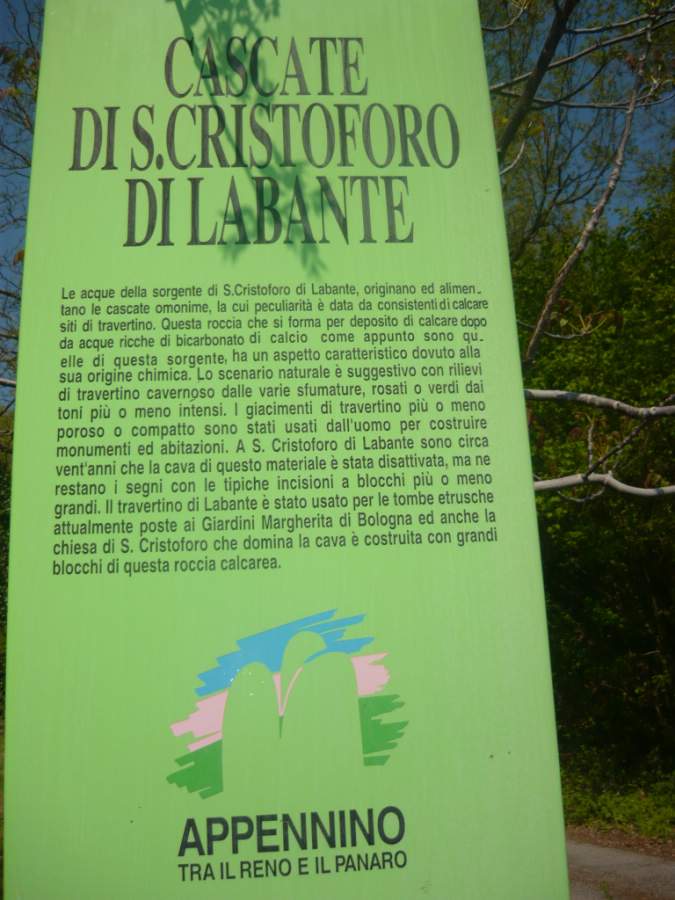 CASCATE
DI S.CRISTOFORO
DI LABANTE
Le acque della sorgente di S.Cristoforo di Labante, originano ed alimen_
tano le cascate omonime, la cui peculiarità è data da consistenti di calcare
siti di travertino. Questa roccia che si forma per deposito di calcare dopo
da acque ricche di bicarbonato di calcio come appunto sono qu_
elle di questa sorgente, ha un aspetto caratteristico dovuto alla
sua origine chimica. Lo scenario naturale è suggestivo con rilievi
di travertino cavernoso dalle varie sfumature, rosati o verdi dai
toni più o meno intensi. I giacimenti di travertino più o meno
poroso o compatto sono stati usati dall'uomo per costruire
monumenti ed abitazioni. A S. Cristoforo di Labante sono circa
vent'anni che la cava di questo materiale è stata disattivata, ma ne
restano i segni con le tipiche incisioni a blocchi più o meno
grandi. Il travertino di Labante è stato usato per le tombe etrusche
attualmente poste ai Giardini Margherita di Bologna ed anche la
chiesa di S. Cristoforo che domina la cava è costruita con grandi
blocchi di questa roccia calcarea.
APPENNINO
TRA IL RENO E IL PANARO